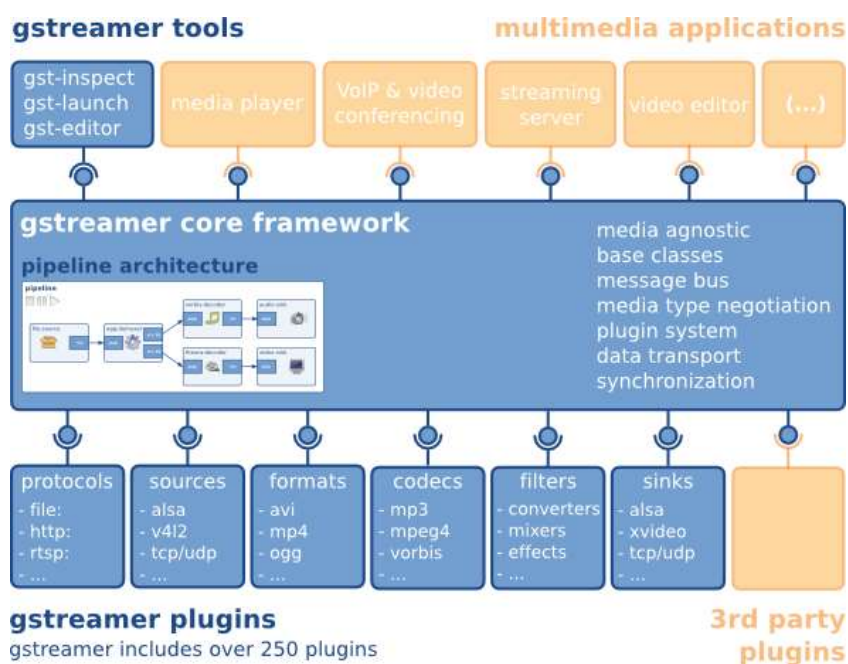 gstreamer tools
multimedia applications
gst-inspect
gst-launch
gst-editor
media player
VoIP & video
conferencing
streaming
server
video editor
(...)
gstreamer core framework
pipeline architecture
pipeline
media agnostic
base classes
message bus
media type negotiation
plugin system
data transport
synchronization
protocols
- file:
- http:
- rtsp:
- ...
sources
- alsa
- v4l2
- tcp/udp
- ...
formats
- avi
- mp4
- ogg
- ...
codecs
- mp3
- mpeg4
- vorbis
- ...
filters
- converters
- mixers
- effects
- ...
sinks
- alsa
- xvideo
- tcp/udp
- ...
gstreamer plugins
gstreamer includes over 250 plugins
3rd party
plugins